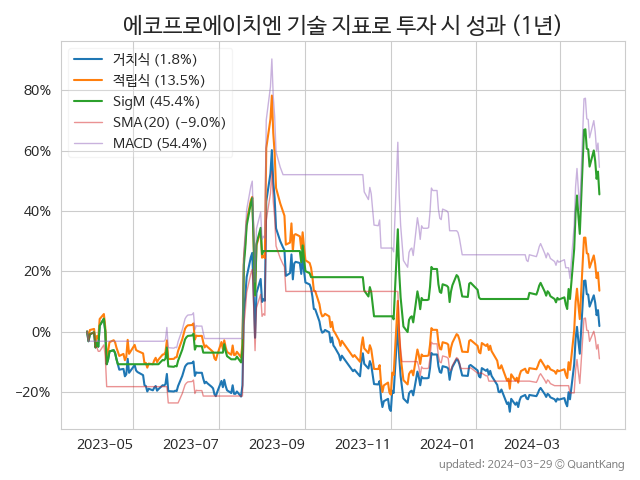 에코프로에이치엔 기술 지표로 투자 시 성과 (1년)
거치식 (1.8%)
적립식 (13.5%)
SigM (45.4%)
SMA(20) (−9.0%)
MACD (54.4%)
80%
60%
40%
20%
0%
−20%
2023−05 2023−07 2023−09 2023−11 2024−01 2024−03
updated: 2024−03−29 © QuantKang